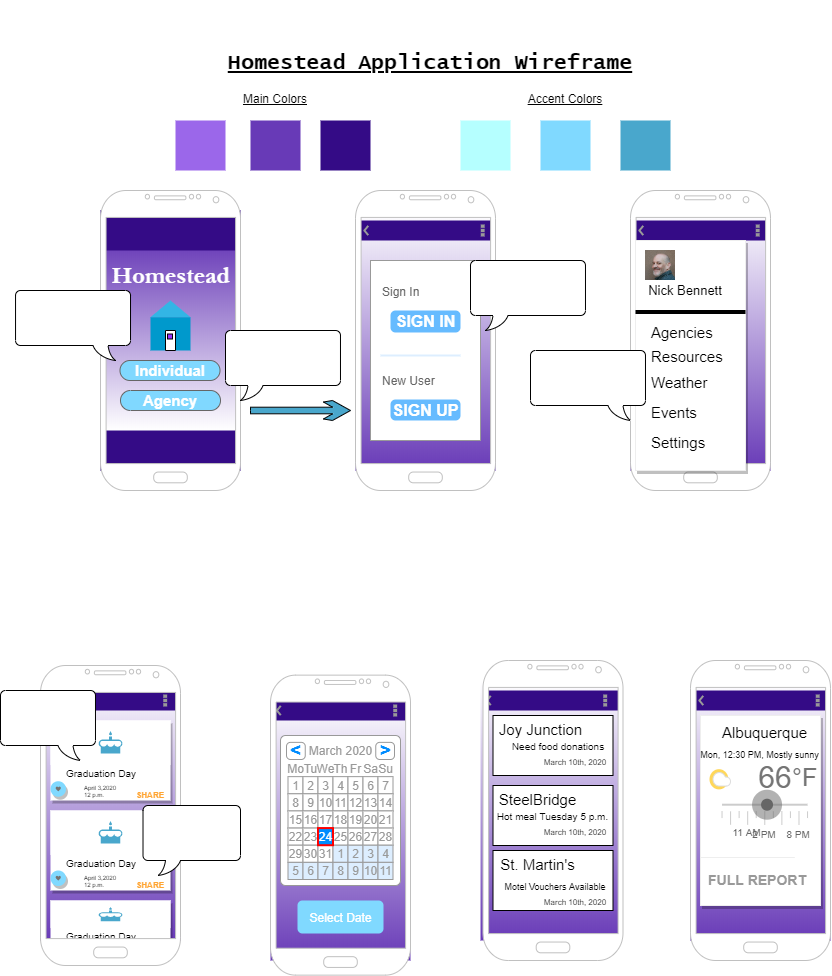 Homestead Application Wireframe
Main Colors
Accent Colors
Homestead
Individual
Agency
Sign In
SIGN IN
New User
SIGN UP
Nick Bennett
Agencies
Resources
Weather
Events
Settings
Graduation Day
April 3,2020
12 p.m.
SHARE
Graduation Day
April 3,2020
12 p.m.
SHARE
Graduation Day
< March 2020 >
Mo Tu We Th Fr Sa Su
1 2 3 4 5 6 7
8 9 10 11 12 13 14
15 16 17 18 19 20 21
22 23 24 25 26 27 28
29 30 31 1 2 3 4
5 6 7 8 9 10 11
Select Date
Joy Junction
Need food donations
March 10th, 2020
SteelBridge
Hot meal Tuesday 5 p.m.
March 10th, 2020
St. Martin's
Motel Vouchers Available
March 10th, 2020
Albuquerque
Mon, 12:30 PM, Mostly sunny
66°F
11 AM 2 PM 8 PM
FULL REPORT